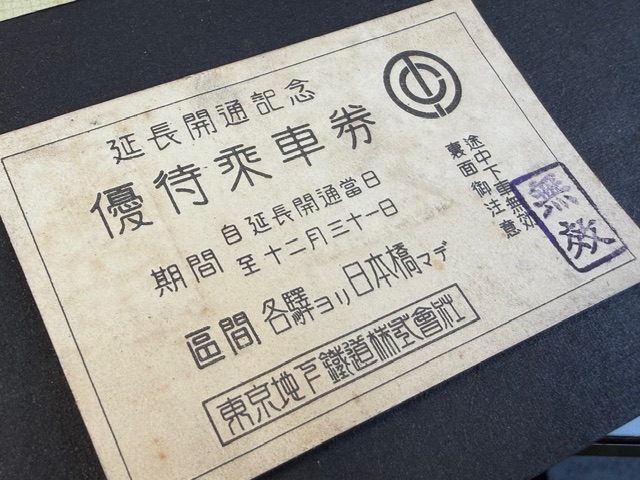 延長開通記念
優待乗車券
期間 自延長開通當日
至十二月三十一日
區間 各驛ヨリ日本橋マデ
東京地下鐵道株式會社
途中下車無效
裏面御注意
無效